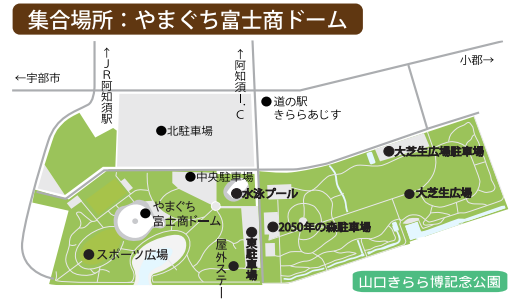 集合場所：やまぐち富士商ドーム
←宇部市
←JR阿知須駅
←阿知須I.C
小郡→
道の駅
きららあじす
北駐車場
中央駐車場
大芝生広場駐車場
水泳プール
大芝生広場
やまぐち
富士商ドーム
2050年の森駐車場
東駐車場
スポーツ広場
屋外ステー
山口きらら博記念公園